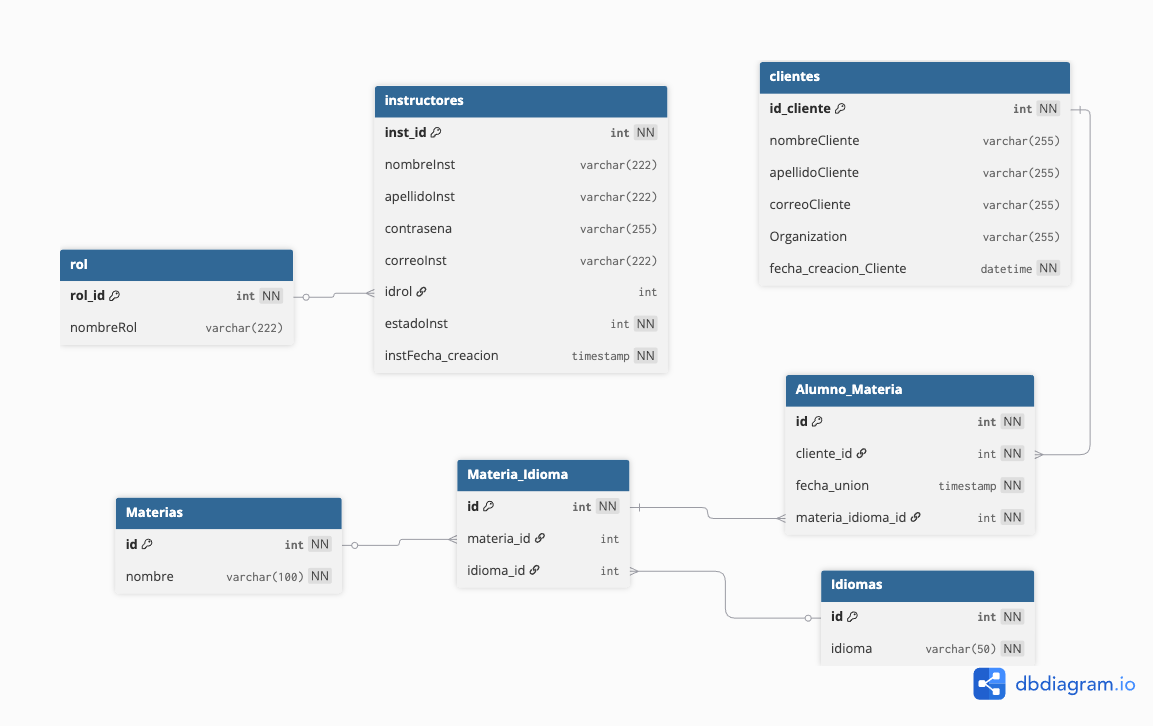 clientes
id_cliente int NN
nombreCliente varchar(255)
apellidoCliente varchar(255)
correoCliente varchar(255)
Organization varchar(255)
fecha_creacion_Cliente datetime NN
instructores
inst_id int NN
nombreInst varchar(222)
apellidoInst varchar(222)
contrasena varchar(255)
correoInst varchar(222)
idrol int
estadoInst int NN
instFecha_creacion timestamp NN
rol
rol_id int NN
nombreRol varchar(222)
Alumno_Materia
id int NN
cliente_id int NN
fecha_union timestamp NN
materia_idioma_id int NN
Materia_Idioma
id int NN
materia_id int
idioma_id int
Materias
id int NN
nombre varchar(100) NN
Idiomas
id int NN
idioma varchar(50) NN
dbdiagram.io